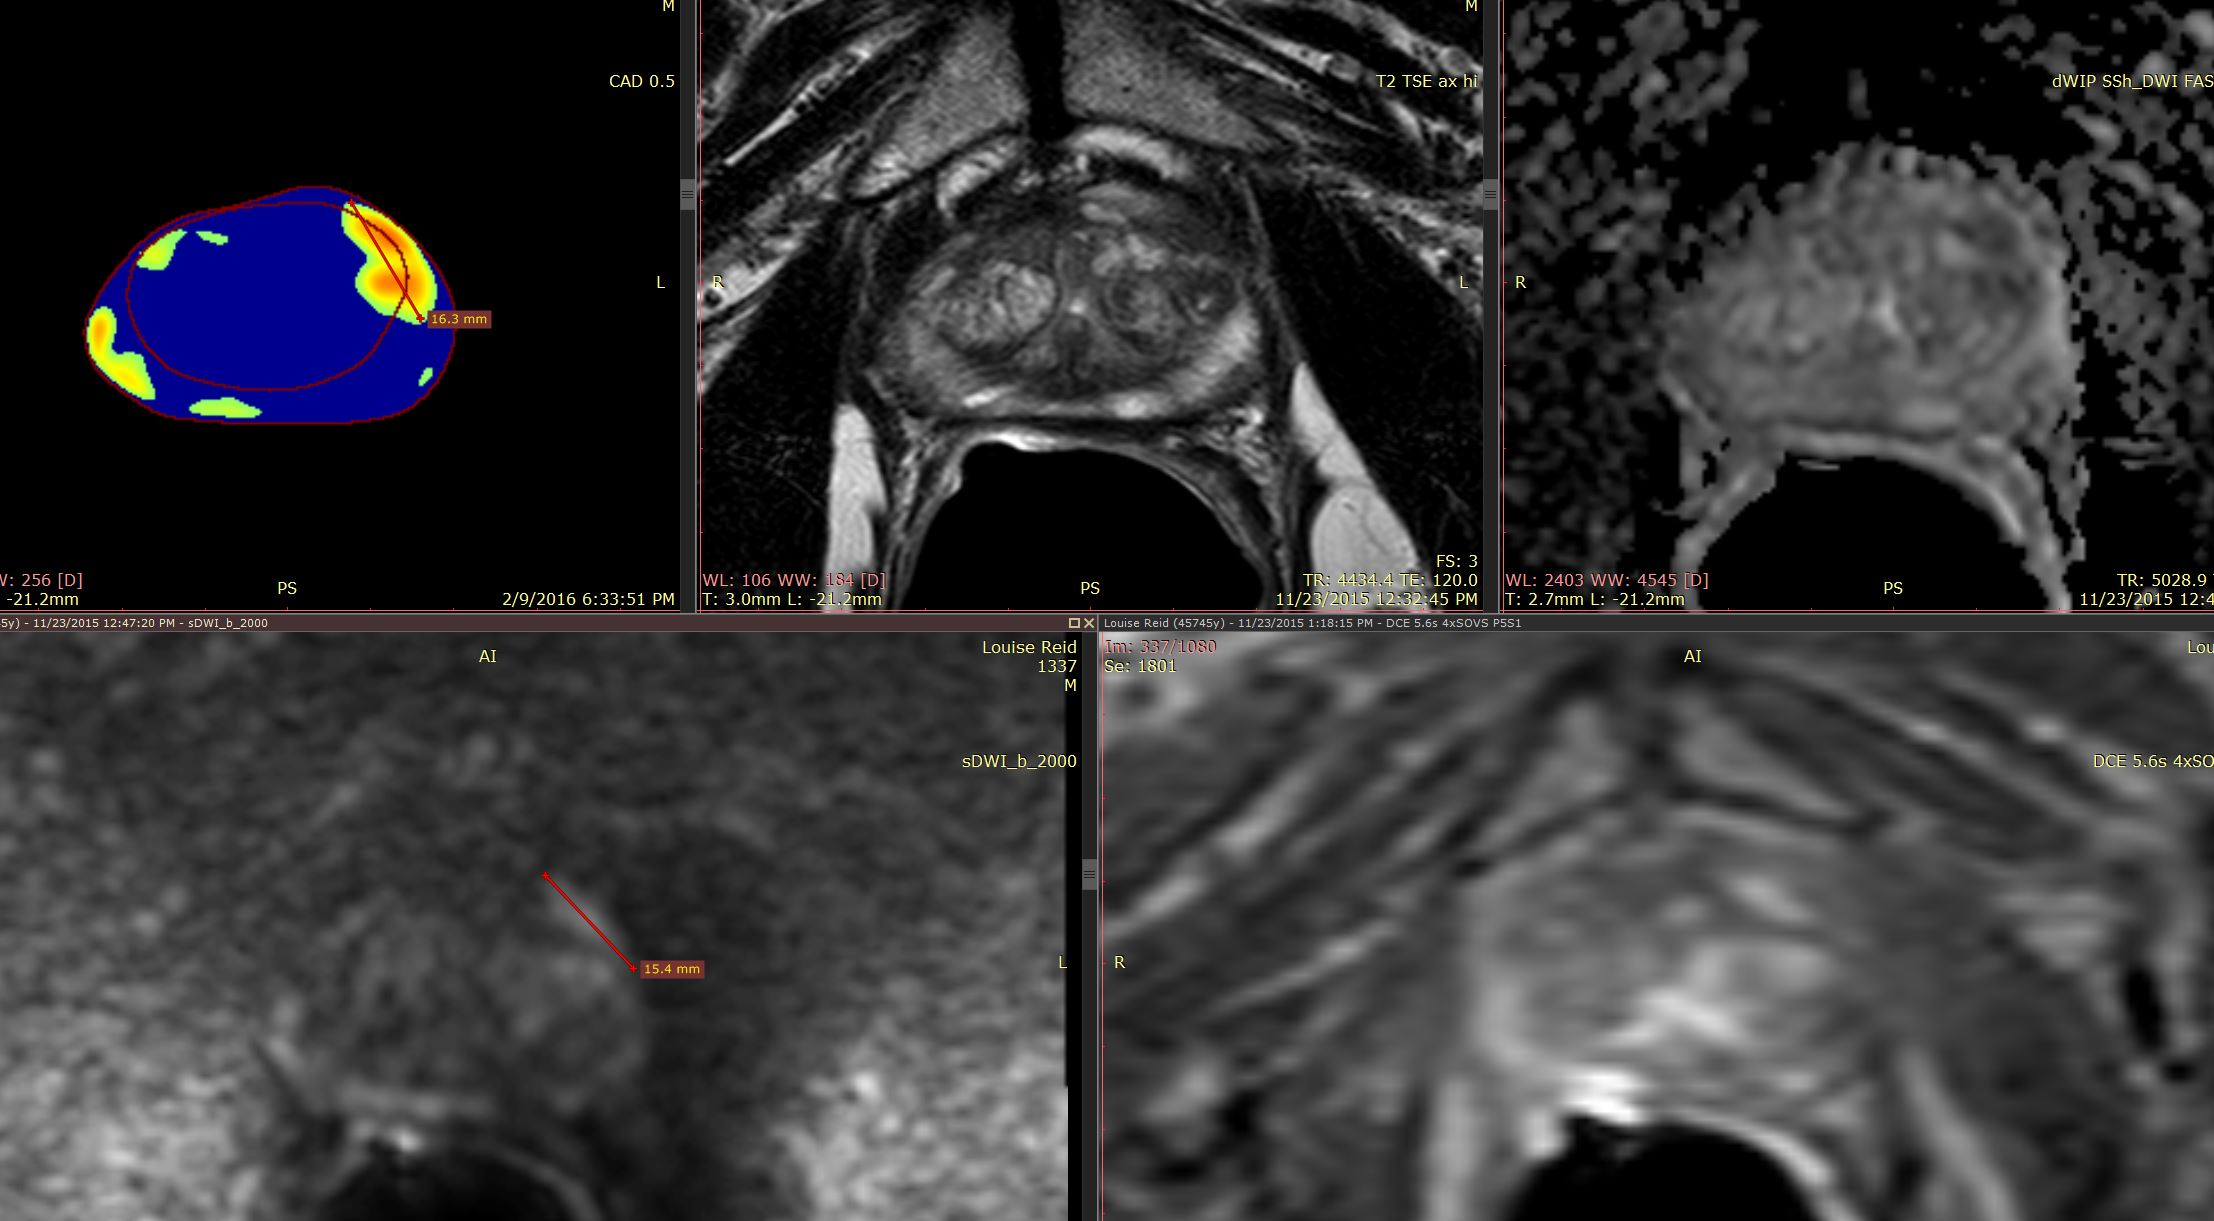 M
CAD 0.5
L
16.3 mm
W: 256 [D]
-21.2mm
PS
2/9/2016 6:33:51 PM
M
T2 TSE ax hi
R
L
FS: 3
WL: 106 WW: 184 [D]
TR: 4434.4 TE: 120.0
T: 3.0mm L: -21.2mm
PS
11/23/2015 12:32:45 PM
dWIP SSh_DWI FAS
R
WL: 2403 WW: 4545 [D]
TR: 5028.9
T: 2.7mm L: -21.2mm
PS
11/23/2015 12:4
5y) - 11/23/2015 12:47:20 PM - sDWI_b_2000
AI
Louise Reid
1337
M
sDWI_b_2000
L
15.4 mm
Louise Reid (45745y) - 11/23/2015 1:18:15 PM - DCE 5.6s 4xSOVS P5S1
Im: 337/1080
Se: 1801
AI
Lou
DCE 5.6s 4xSO
R